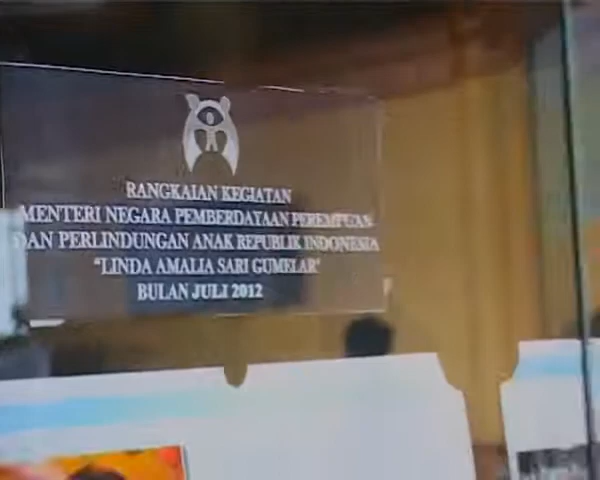 RANGKAIAN KEGIATAN
MENTERI NEGARA PEMBERDAYAAN PEREMPUAN
DAN PERLINDUNGAN ANAK REPUBLIK INDONESIA
"LINDA AMALIA SARI GUMELAR"
BULAN JULI 2012